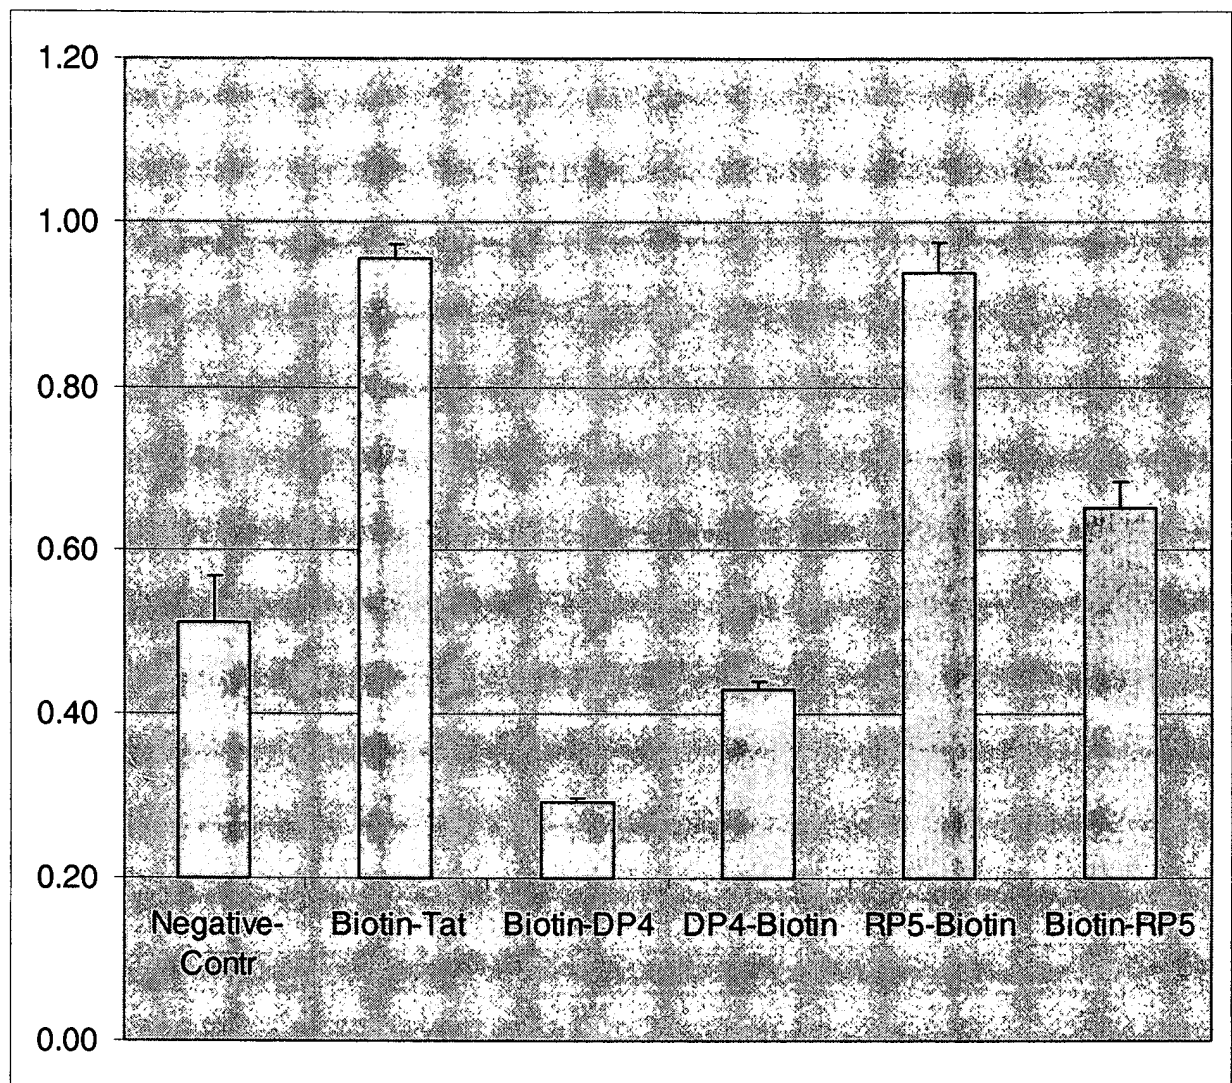 1.20
1.00
0.80
0.60
0.40
0.20
0.00
Negative-
Contr
Biotin-Tat
Biotin-DP4
DP4-Biotin
RP5-Biotin
Biotin-RP5